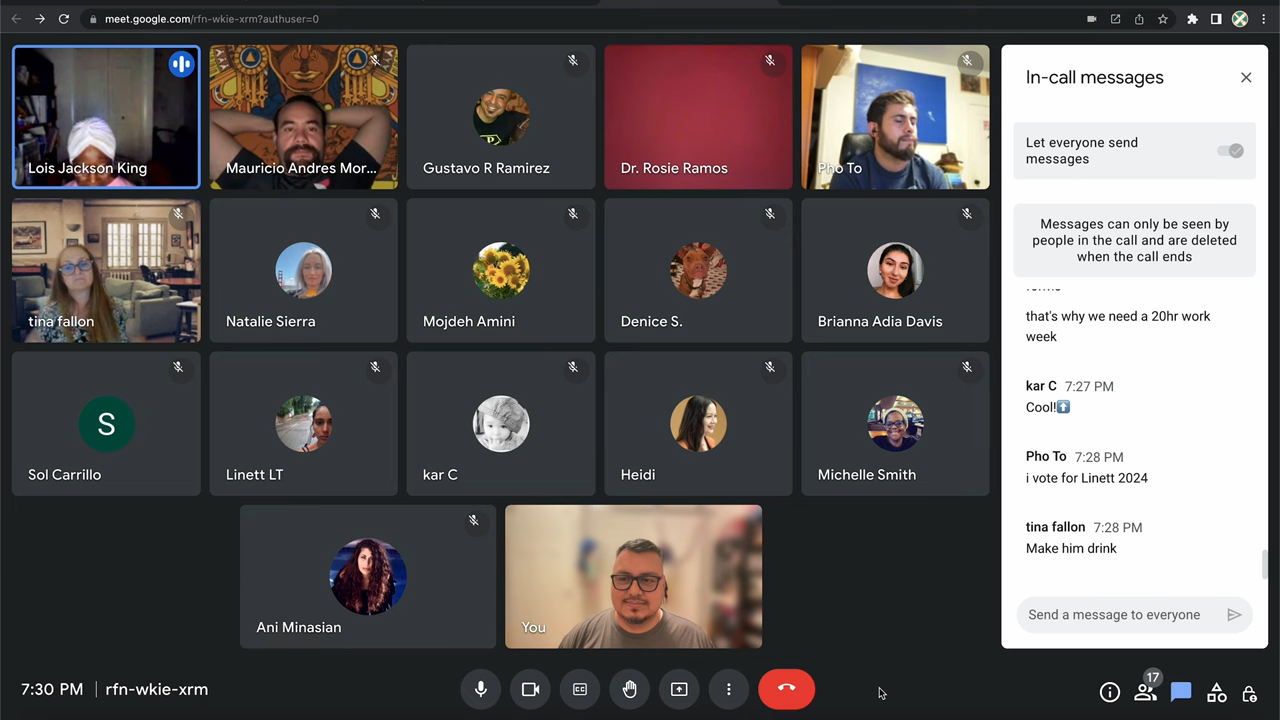 meet.google.com/rfn-wkie-xrm?authuser=0
Lois Jackson King
Mauricio Andres Mor...
Gustavo R Ramirez
Dr. Rosie Ramos
Pho To
tina fallon
Natalie Sierra
Mojdeh Amini
Denice S.
Brianna Adia Davis
S
Sol Carrillo
Linett LT
kar C
Heidi
Michelle Smith
Ani Minasian
You
In-call messages
Let everyone send
messages
Messages can only be seen by
people in the call and are deleted
when the call ends
that's why we need a 20hr work
week
kar C 7:27 PM
Cool!⬆️
Pho To 7:28 PM
i vote for Linett 2024
tina fallon 7:28 PM
Make him drink
Send a message to everyone
7:30 PM | rfn-wkie-xrm
CC
17